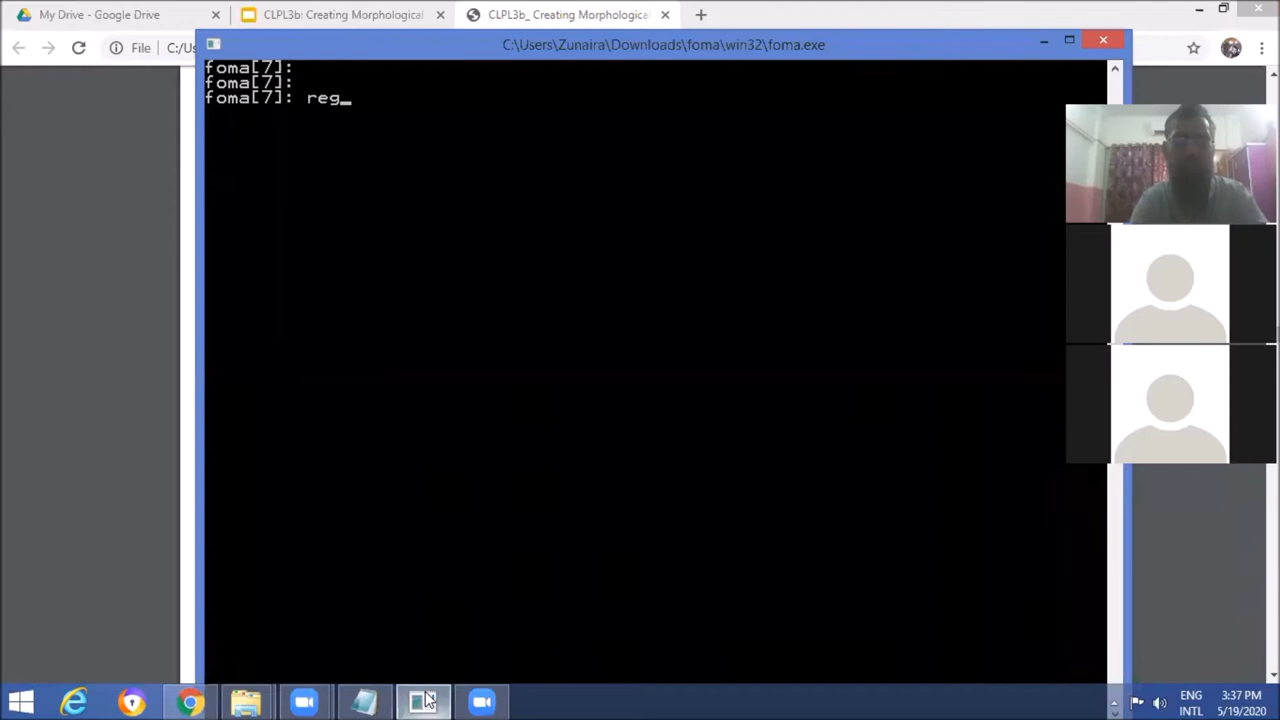 My Drive - Google Drive
CLPL3b: Creating Morphological
CLPL3b_ Creating Morphological
File
C:/Us
C:\Users\Zunaira\Downloads\foma\win32\foma.exe
foma[7]:
foma[7]:
foma[7]: reg_
ENG
INTL
3:37 PM
5/19/2020